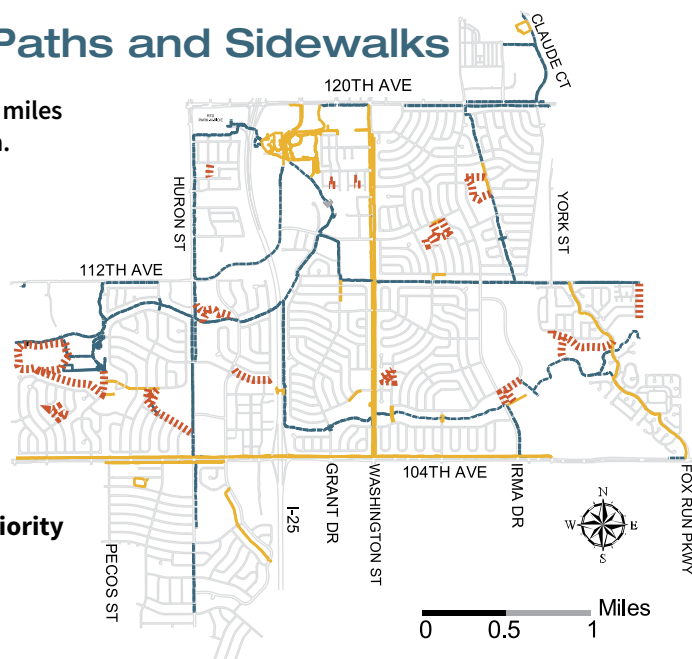 Paths and Sidewalks
miles
n.
120TH AVE
CLAUDE CT
HURON ST
YORK ST
112TH AVE
104TH AVE
iority
PECOS ST
I-25
GRANT DR
WASHINGTON ST
IRMA DR
FOX RUN PKWY
N
W
E
S
Miles
0
0.5
1